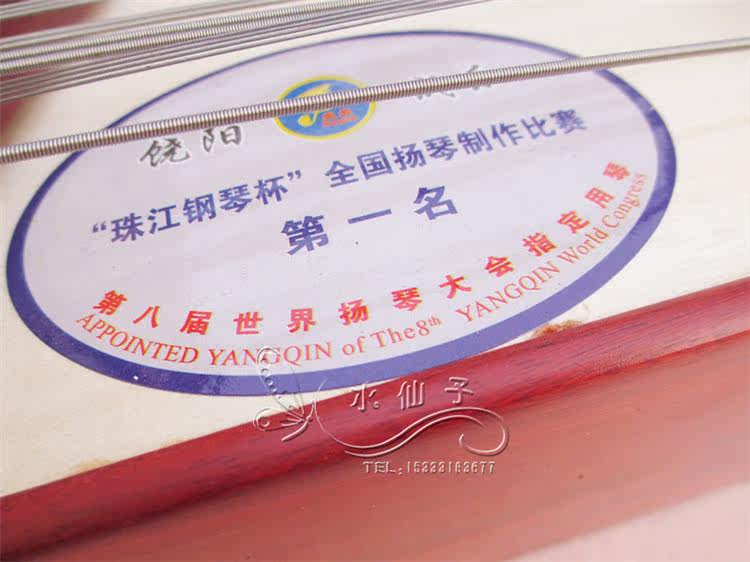 饶阳
“珠江钢琴杯”全国扬琴制作比赛
第一名
第八届世界扬琴大会指定用琴
APPOINTED YANGQIN of The 8th YANGQIN World Congress
水仙子
TEL:15333163677